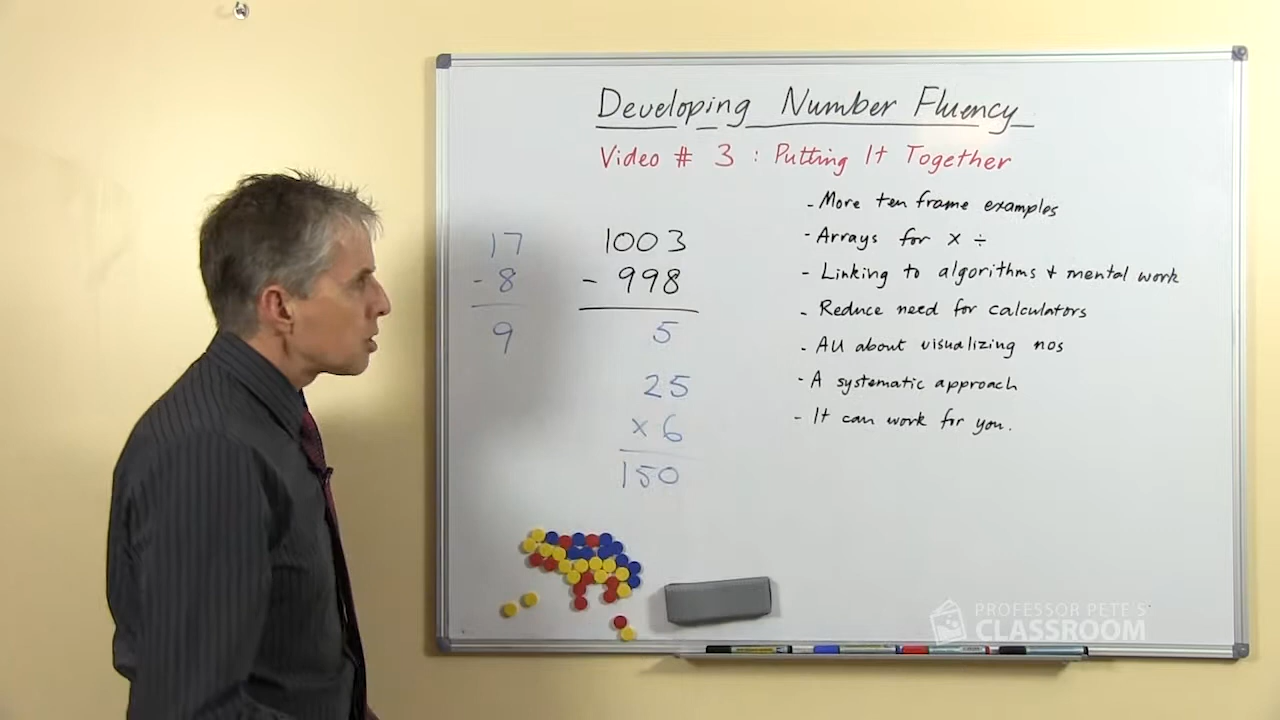 Developing Number Fluency
Video # 3 : Putting It Together
17
- 8
9
1003
- 998
5
25
× 6
150
- More ten frame examples
- Arrays for × ÷
- Linking to algorithms + mental work
- Reduce need for calculators
- All about visualizing nos
- A systematic approach
- It can work for you.
PROFESSOR PETE'S
CLASSROOM